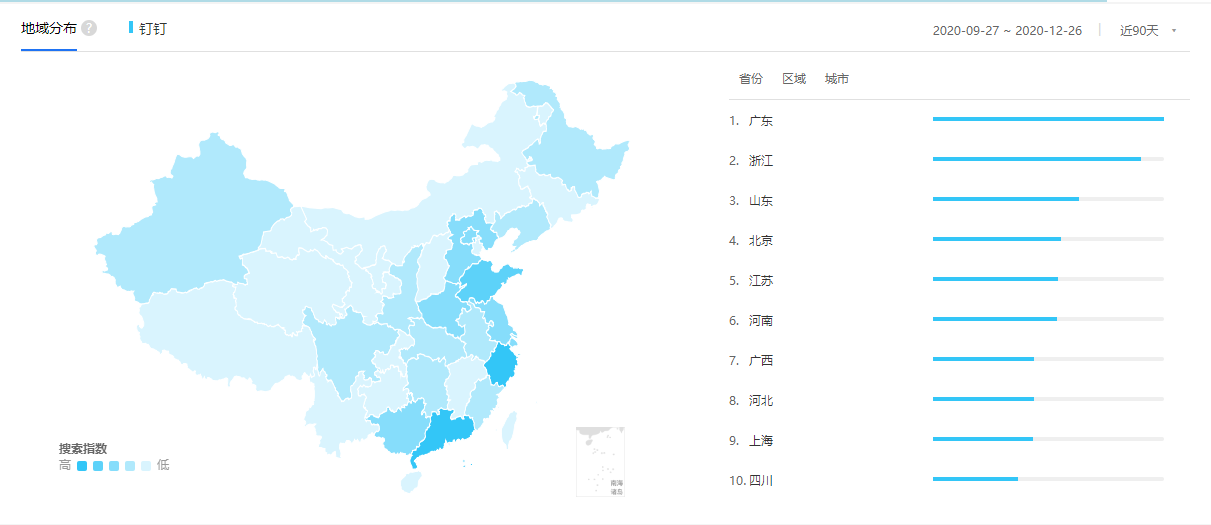 地域分布 ? 钉钉 2020-09-27 ~ 2020-12-26 近90天
省份 区域 城市
1. 广东
2. 浙江
3. 山东
4. 北京
5. 江苏
6. 河南
7. 广西
8. 河北
9. 上海
10. 四川
搜索指数
高 低
南海
诸岛